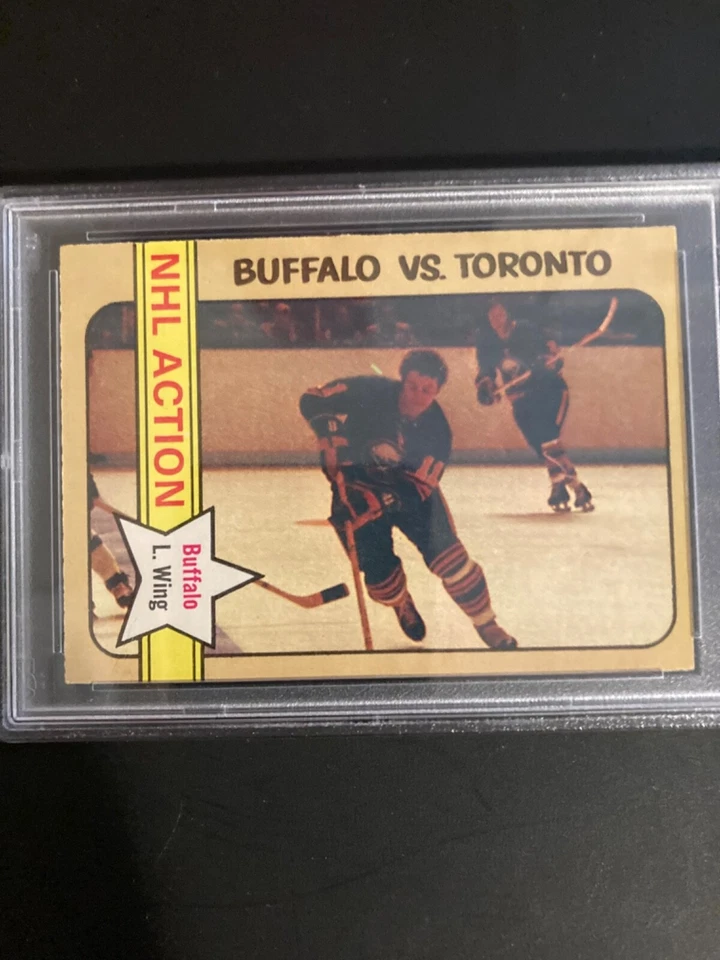 BUFFALO VS. TORONTO
NHL ACTION
Buffalo
L. Wing